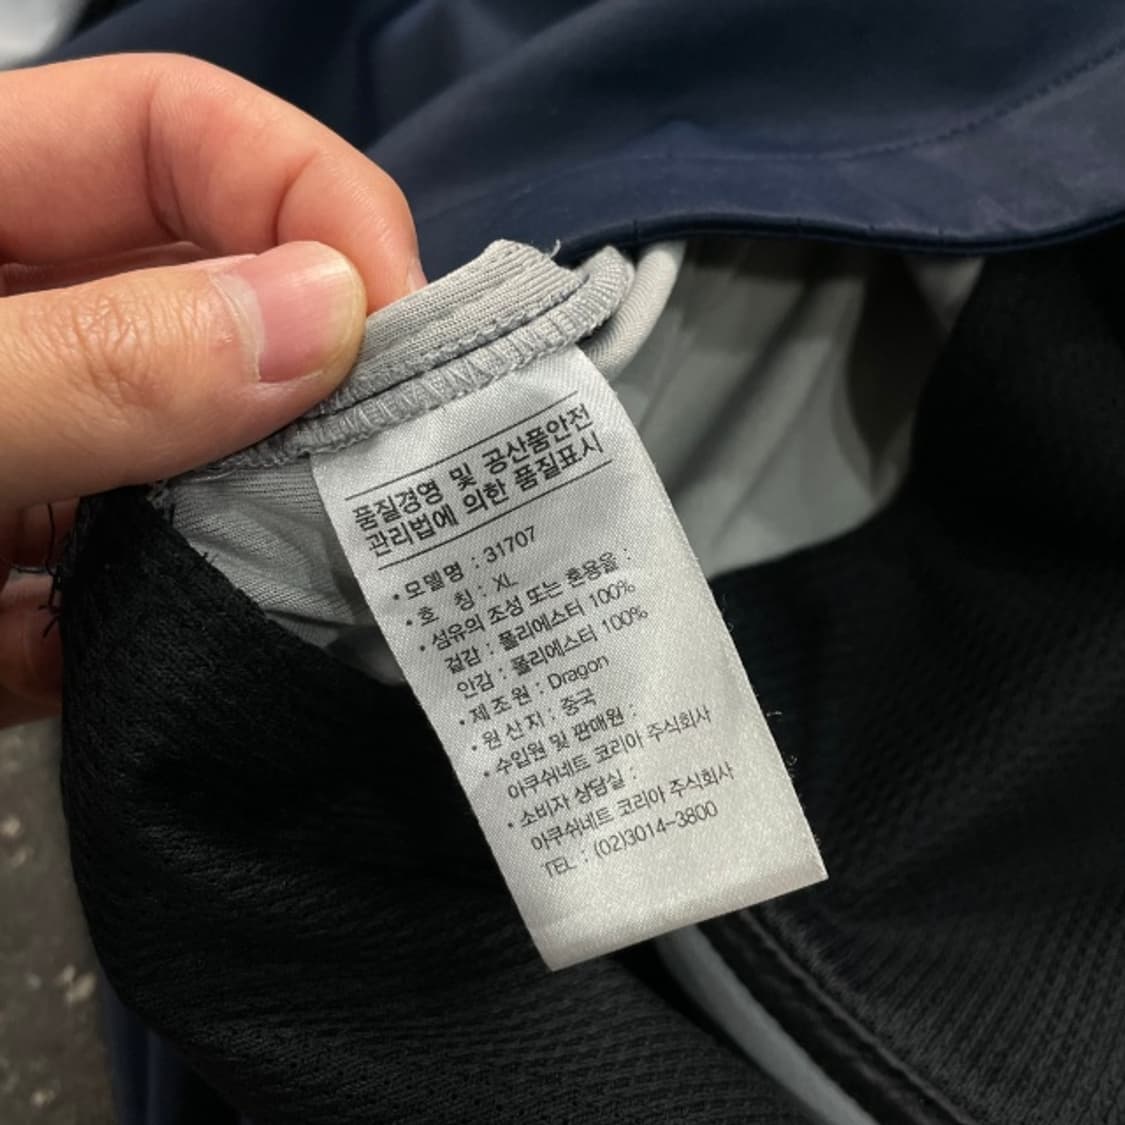 품질경영 및 공산품안전
관리법에 의한 품질표시
• 모델명 : 31707
• 호 칭 : XL
• 섬유의 조성 또는 혼용율 :
겉감 : 폴리에스터 100%
안감 : 폴리에스터 100%
• 제조원 : Dragon
• 원산지 : 중국
• 수입원 및 판매원 :
아쿠쉬네트 코리아 주식회사
• 소비자 상담실 :
아쿠쉬네트 코리아 주식회사
TEL : (02)3014-3800